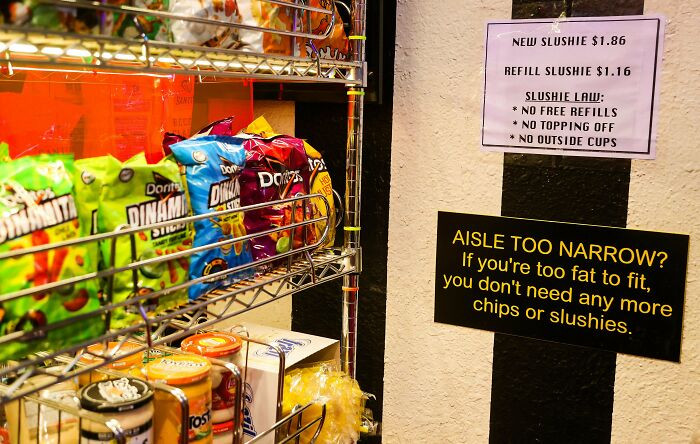 NEW SLUSHIE $1.86
REFILL SLUSHIE $1.16
SLUSHIE LAW:
* NO FREE REFILLS
* NO TOPPING OFF
* NO OUTSIDE CUPS
AISLE TOO NARROW?
If you're too fat to fit,
you don't need any more
chips or slushies.
Doritos
DINAMITA
STICKS
Doritos
TOST